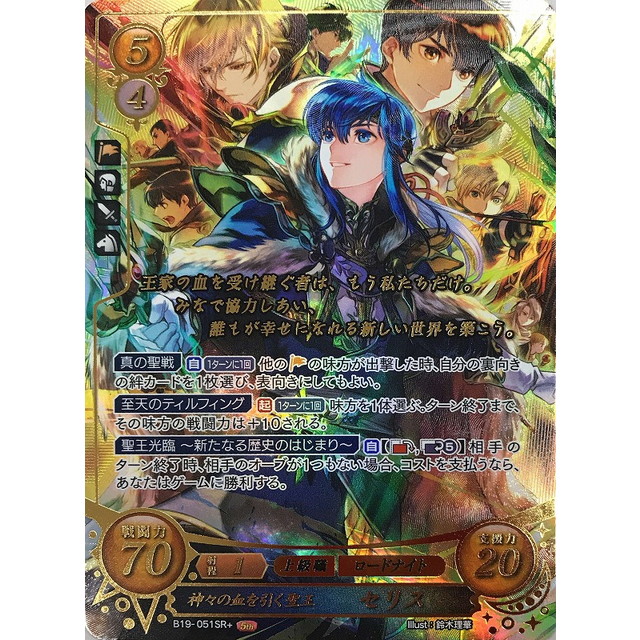 5
4
王家の血を受け継ぐ者は、もう私たちだけ。
みなで協力しあい、
誰もが幸せになれる新しい世界を築こう。
真の聖戦 自 1ターンに1回 他の の味方が出撃した時、自分の裏向き
の絆カードを1枚選び、表向きにしてもよい。
至天のティルフィング 起 1ターンに1回 味方を1体選ぶ。ターン終了まで、
その味方の戦闘力は+10される。
聖王光臨 ~新たなる歴史のはじまり~ 自 【 , 5】相手の
ターン終了時、相手のオーブが1つもない場合、コストを支払うなら、
あなたはゲームに勝利する。
戦闘力
70
射程 1 上級職 ロードナイト
支援力
20
神々の血を引く聖王 セリス
B19-051SR+ 5th Illust:鈴木理華